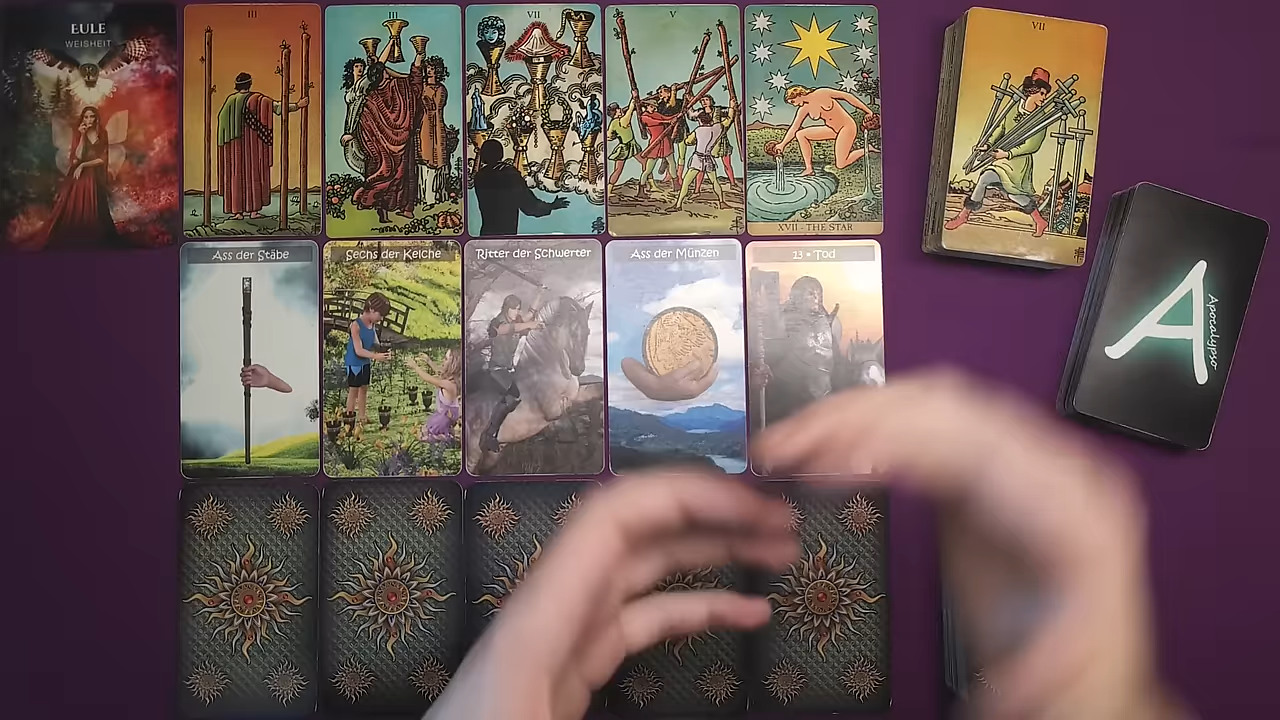 EULE
WEISHEIT
III
III
VII
V
XVII - THE STAR
VII
Ass der Stäbe
Sechs der Kelche
Ritter der Schwerter
Ass der Münzen
13 • Tod
A
Apocalypso